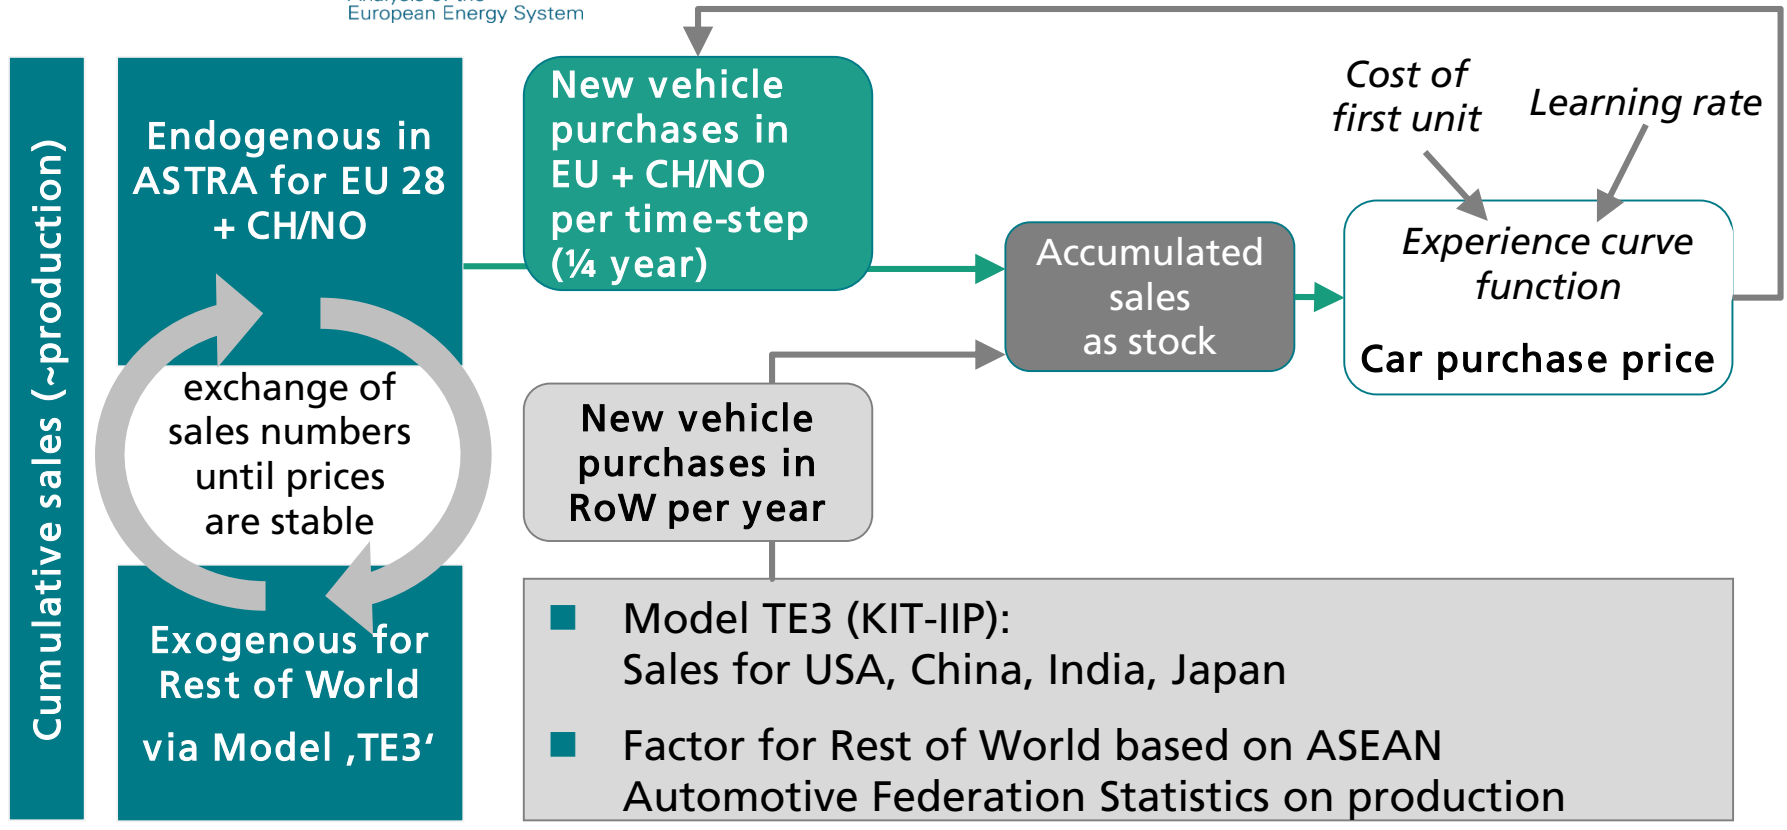 Analysis of the
European Energy System
Cumulative sales (~production)
Endogenous in
ASTRA for EU 28
+ CH/NO
exchange of
sales numbers
until prices
are stable
Exogenous for
Rest of World
via Model ‚TE3‘
New vehicle
purchases in
EU + CH/NO
per time-step
(¼ year)
New vehicle
purchases in
RoW per year
Accumulated
sales
as stock
Cost of
first unit
Learning rate
Experience curve
function
Car purchase price
Model TE3 (KIT-IIP):
Sales for USA, China, India, Japan
Factor for Rest of World based on ASEAN
Automotive Federation Statistics on production